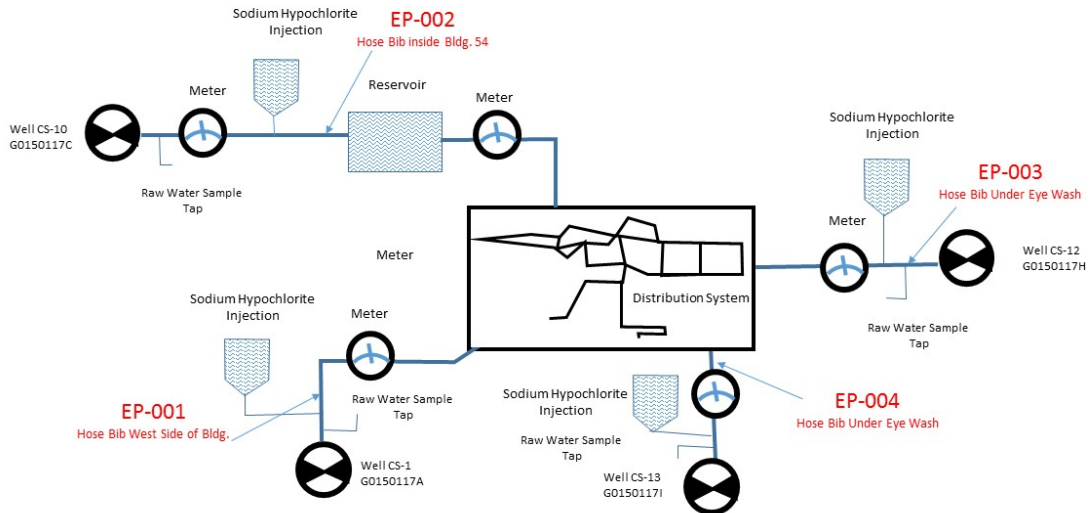 Sodium Hypochlorite
Injection
EP-002
Hose Bib inside Bldg. 54
Reservoir
Meter
Meter
Well CS-10
G0150117C
Raw Water Sample
Tap
Sodium Hypochlorite
Injection
EP-003
Hose Bib Under Eye Wash
Meter
Well CS-12
G0150117H
Raw Water Sample
Tap
Meter
Distribution System
Sodium Hypochlorite
Injection
Meter
EP-001
Hose Bib West Side of Bldg.
Raw Water Sample
Tap
Well CS-1
G0150117A
Sodium Hypochlorite
Injection
EP-004
Hose Bib Under Eye Wash
Raw Water Sample
Tap
Well CS-13
G0150117I